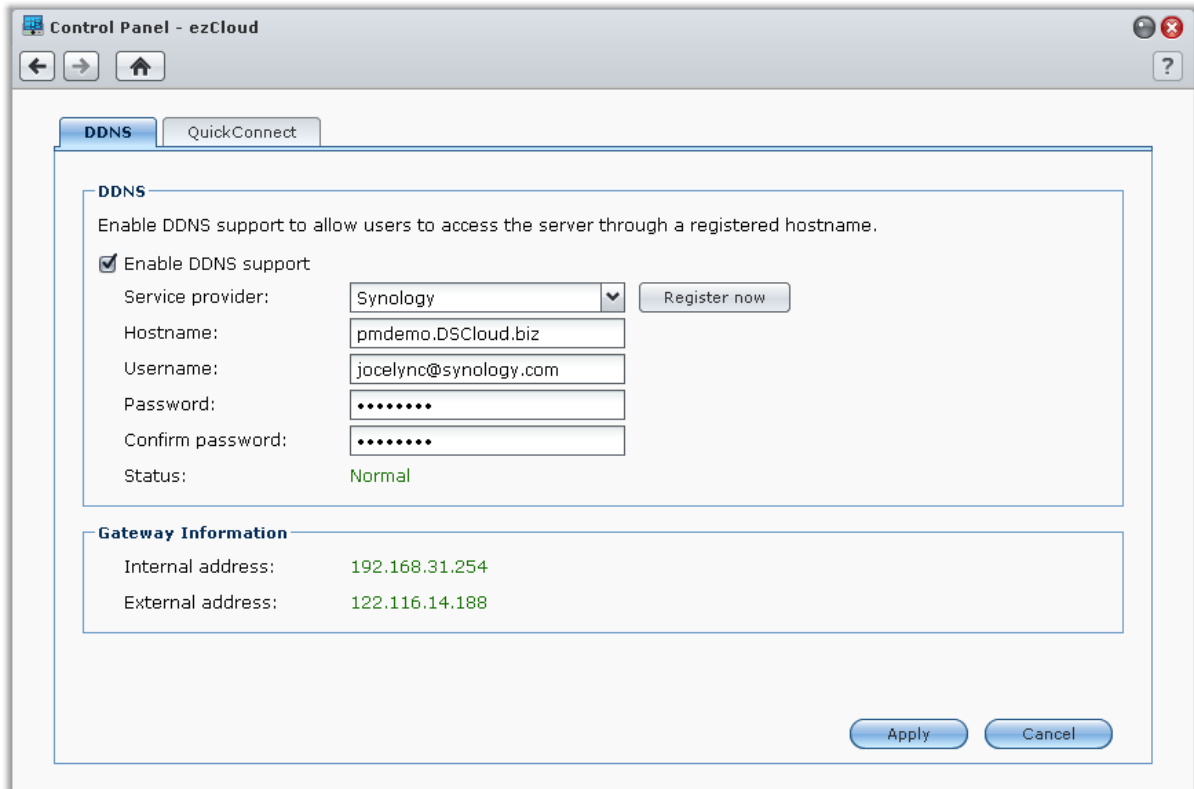 Control Panel - ezCloud
?
DDNS QuickConnect
DDNS
Enable DDNS support to allow users to access the server through a registered hostname.
Enable DDNS support
Service provider: Synology Register now
Hostname: pmdemo.DSCloud.biz
Username: jocelync@synology.com
Password: ••••••••
Confirm password: ••••••••
Status: Normal
Gateway Information
Internal address: 192.168.31.254
External address: 122.116.14.188
Apply Cancel